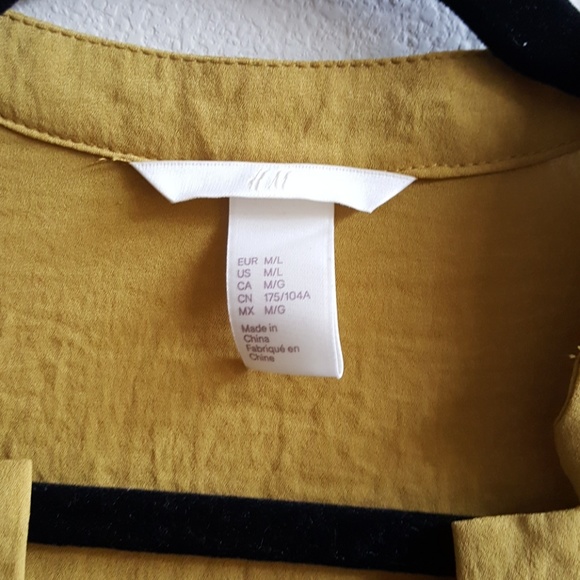 H&M
EUR M/L
US M/L
CA M/G
CN 175/104A
MX M/G
Made in
China
Fabriqué en
Chine